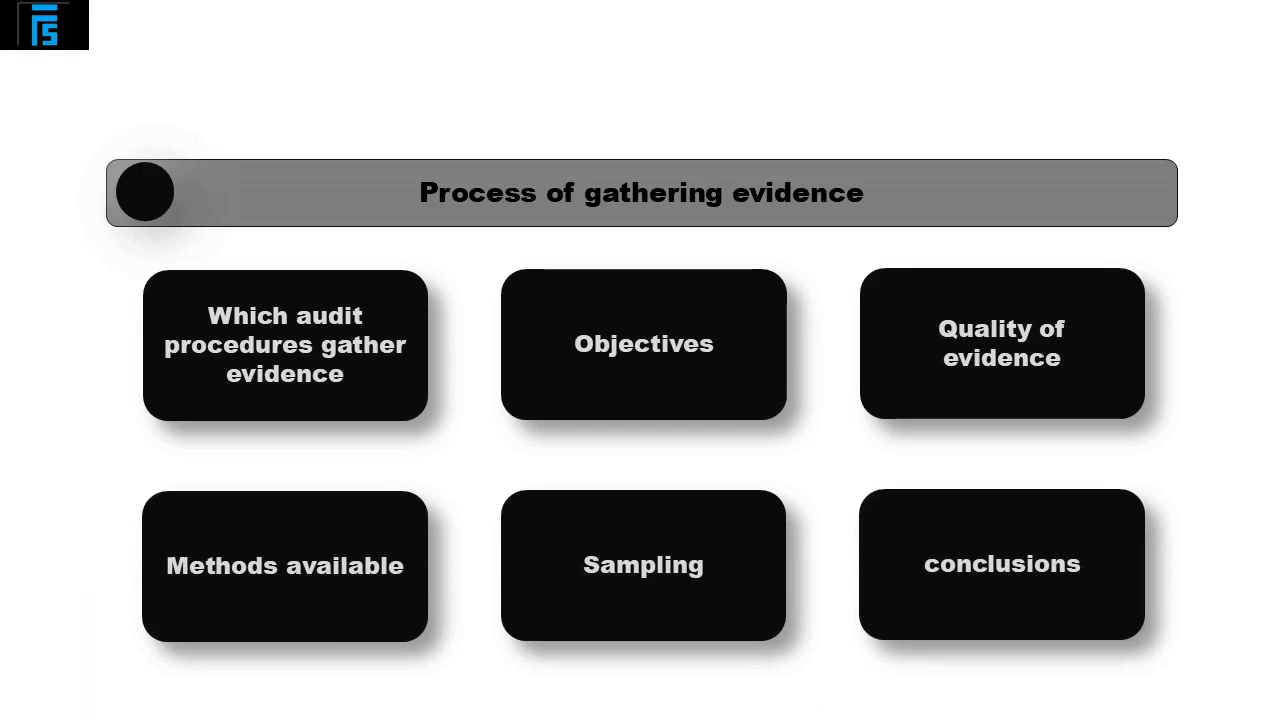 Process of gathering evidence
Which audit
procedures gather
evidence
Objectives
Quality of
evidence
Methods available
Sampling
conclusions